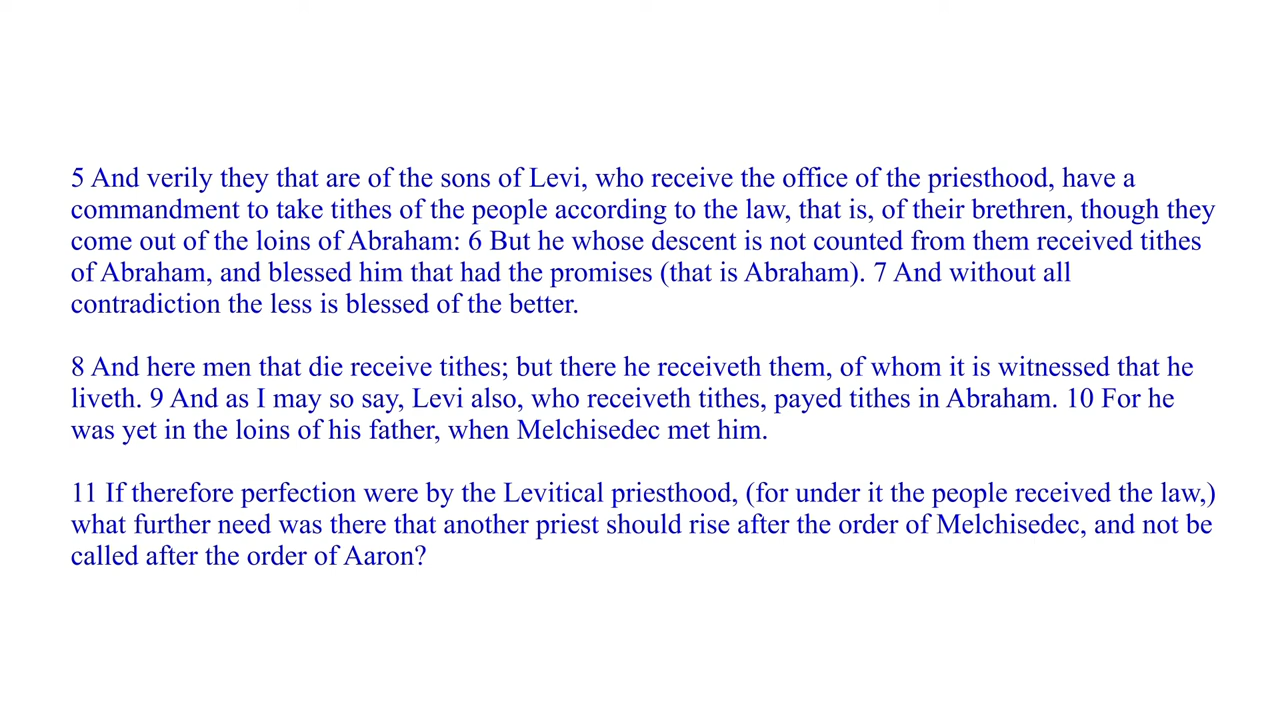 5 And verily they that are of the sons of Levi, who receive the office of the priesthood, have a
commandment to take tithes of the people according to the law, that is, of their brethren, though they
come out of the loins of Abraham: 6 But he whose descent is not counted from them received tithes
of Abraham, and blessed him that had the promises (that is Abraham). 7 And without all
contradiction the less is blessed of the better.

8 And here men that die receive tithes; but there he receiveth them, of whom it is witnessed that he
liveth. 9 And as I may so say, Levi also, who receiveth tithes, payed tithes in Abraham. 10 For he
was yet in the loins of his father, when Melchisedec met him.

11 If therefore perfection were by the Levitical priesthood, (for under it the people received the law,)
what further need was there that another priest should rise after the order of Melchisedec, and not be
called after the order of Aaron?